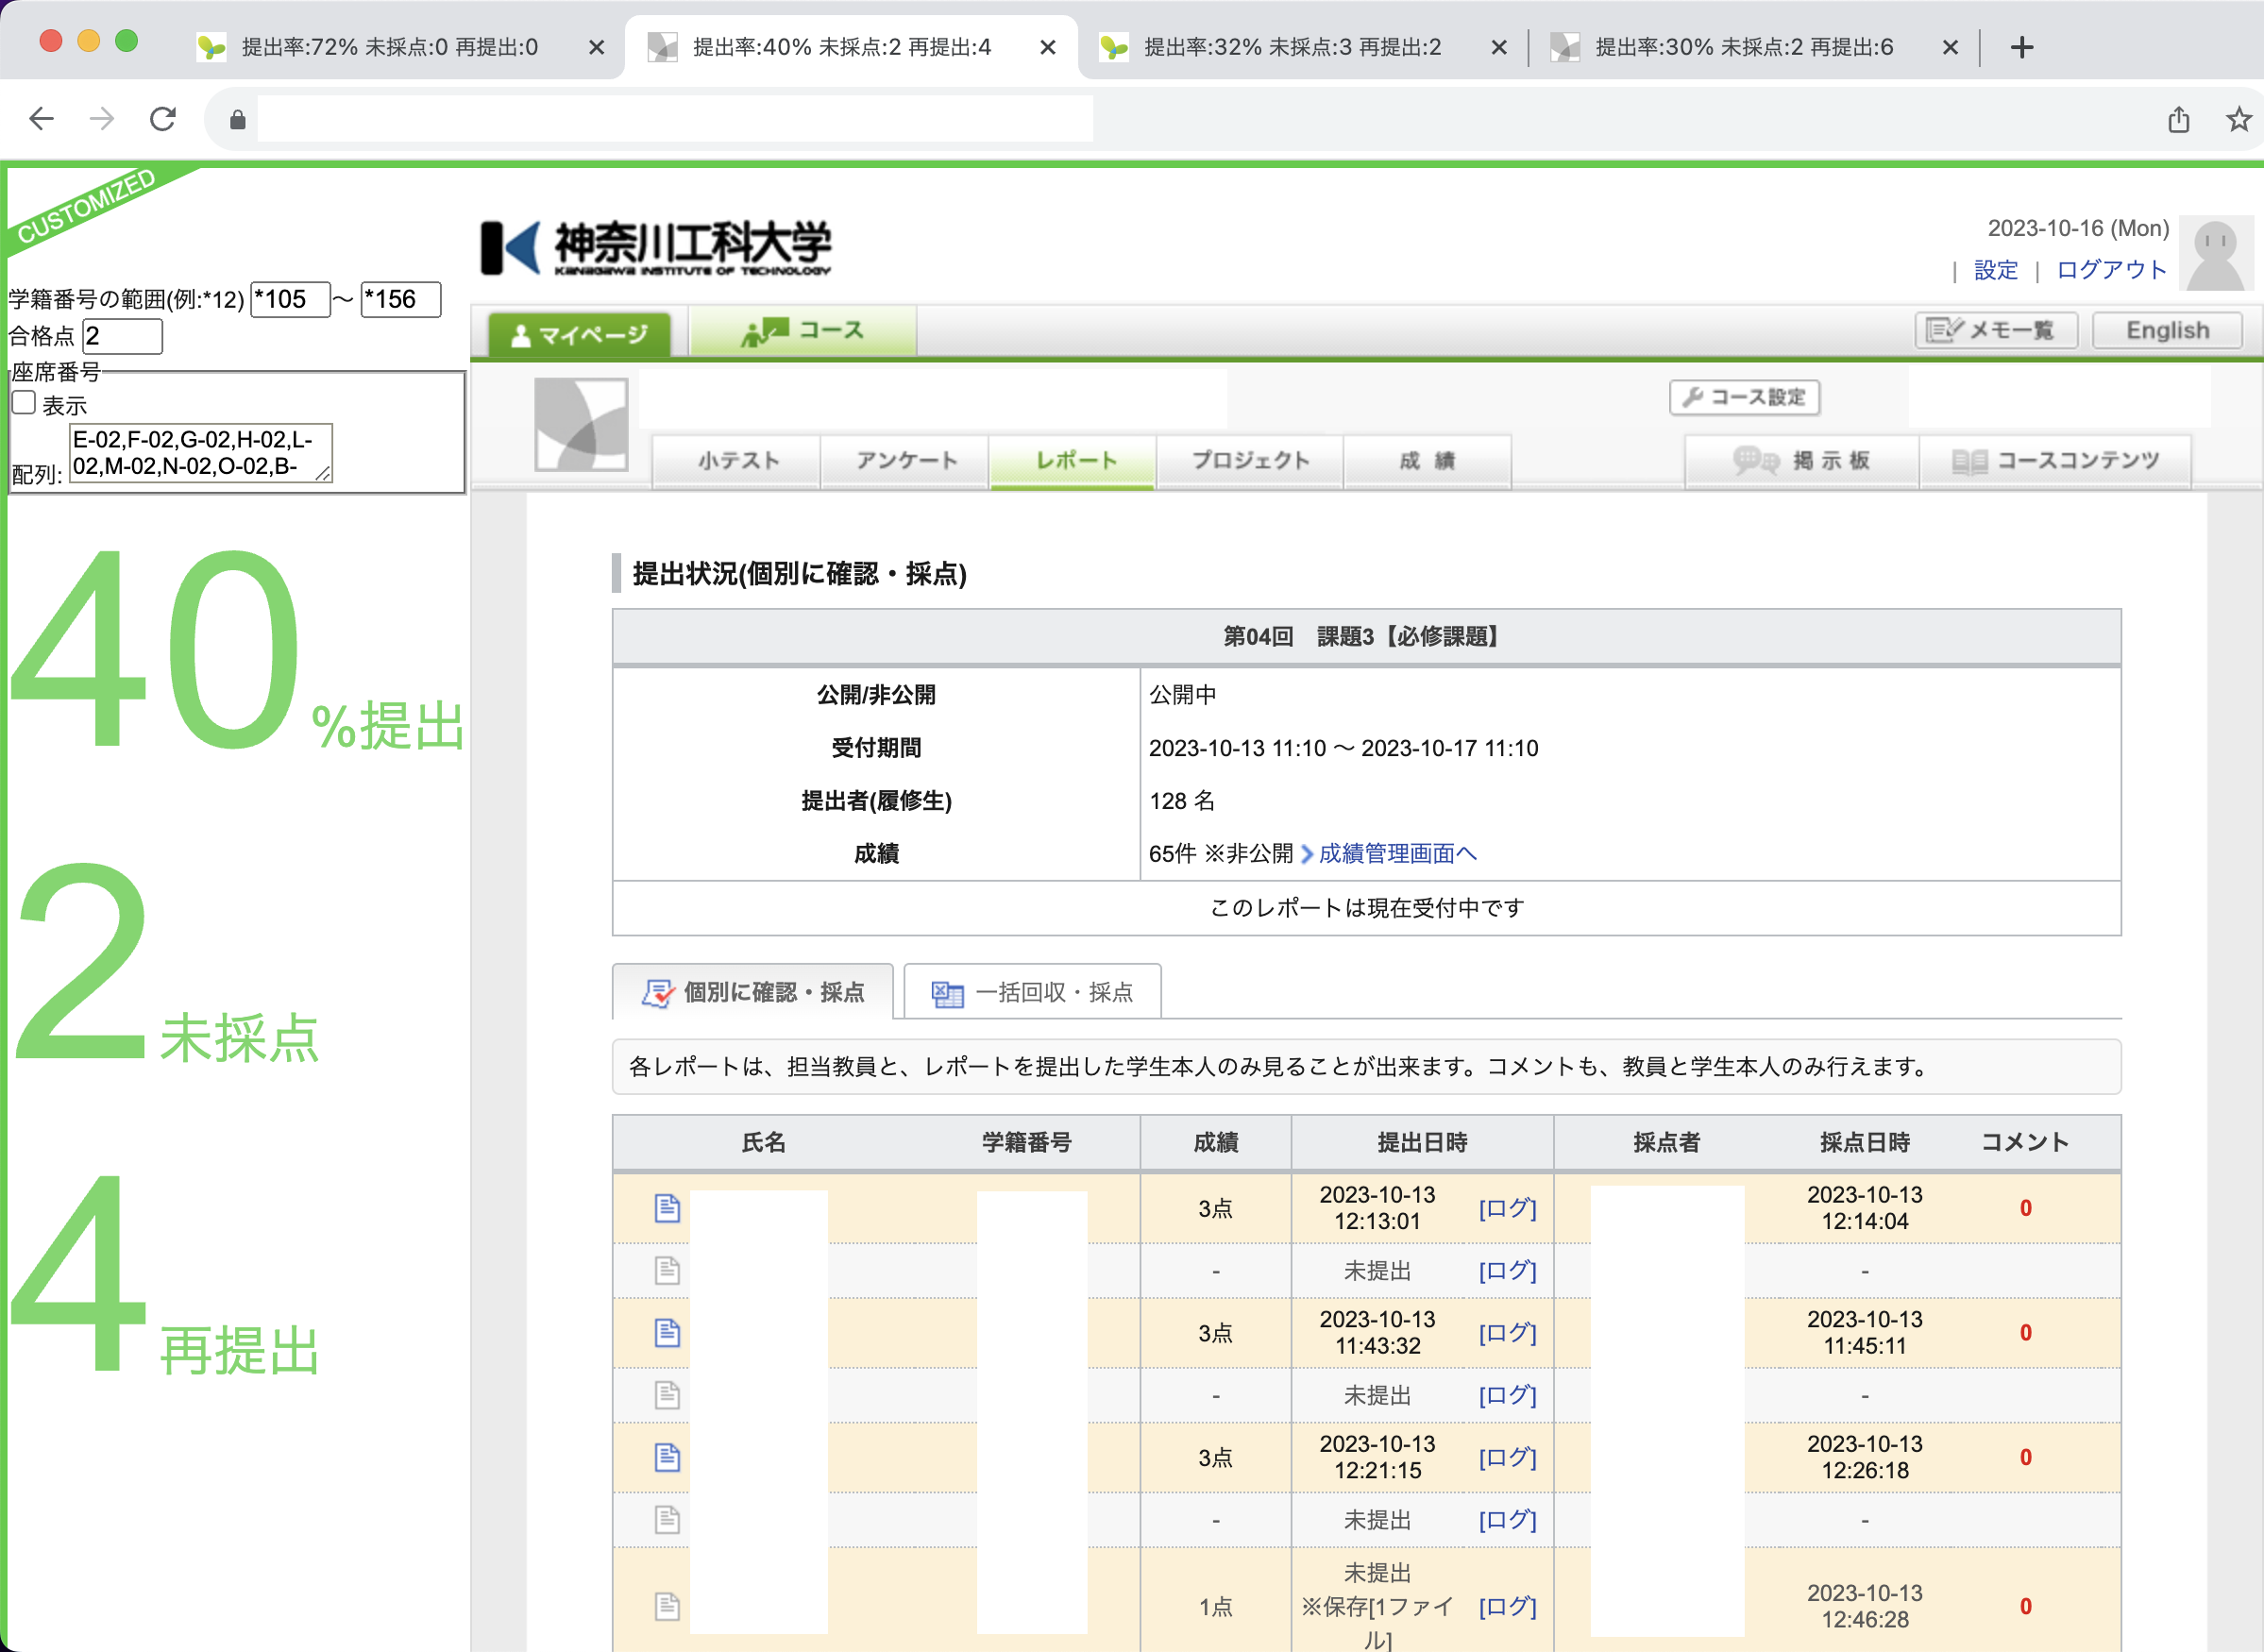 提出率:72% 未採点:0 再提出:0
提出率:40% 未採点:2 再提出:4
提出率:32% 未採点:3 再提出:2
提出率:30% 未採点:2 再提出:6
CUSTOMIZED
学籍番号の範囲(例:*12) *105 〜 *156
合格点 2
座席番号
表示
配列: E-02,F-02,G-02,H-02,L-
02,M-02,N-02,O-02,B-
40%提出
2未採点
4再提出
神奈川工科大学
KANAGAWA INSTITUTE OF TECHNOLOGY
2023-10-16 (Mon)
| 設定 | ログアウト
マイページ コース メモ一覧 English
コース設定
小テスト アンケート レポート プロジェクト 成 績 掲 示 板 コースコンテンツ
提出状況(個別に確認・採点)
第04回 課題3【必修課題】
公開/非公開 公開中
受付期間 2023-10-13 11:10 〜 2023-10-17 11:10
提出者(履修生) 128 名
成績 65件 ※非公開 成績管理画面へ
このレポートは現在受付中です
個別に確認・採点 一括回収・採点
各レポートは、担当教員と、レポートを提出した学生本人のみ見ることが出来ます。コメントも、教員と学生本人のみ行えます。
氏名 学籍番号 成績 提出日時 採点者 採点日時 コメント
3点 2023-10-13 12:13:01 [ログ] 2023-10-13 12:14:04 0
- 未提出 [ログ] -
3点 2023-10-13 11:43:32 [ログ] 2023-10-13 11:45:11 0
- 未提出 [ログ] -
3点 2023-10-13 12:21:15 [ログ] 2023-10-13 12:26:18 0
- 未提出 [ログ] -
1点 未提出 ※保存[1ファイル] [ログ] 2023-10-13 12:46:28 0